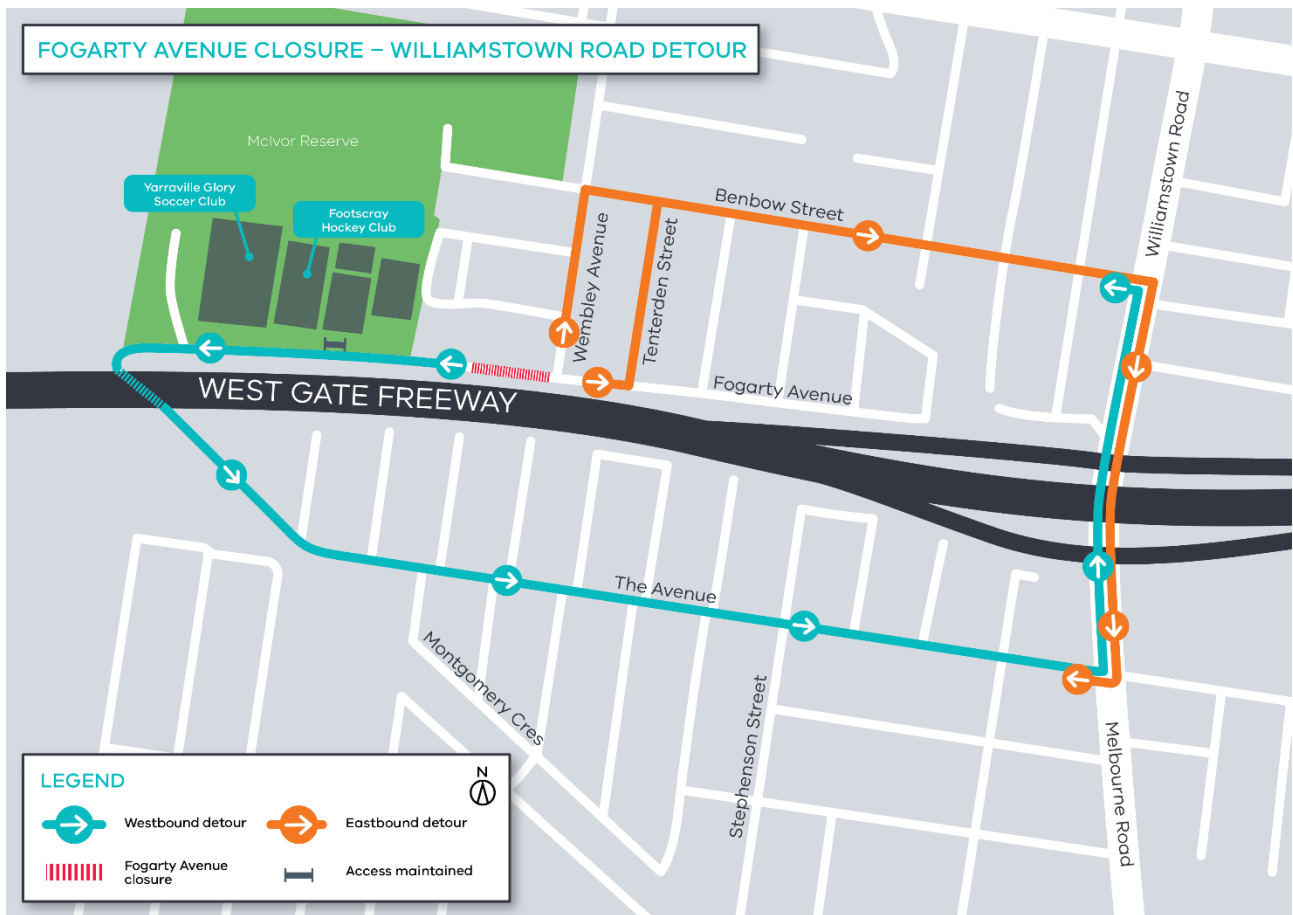 FOGARTY AVENUE CLOSURE – WILLIAMSTOWN ROAD DETOUR
McIvor Reserve
Yarraville Glory
Soccer Club
Footscray
Hockey Club
Williamstown Road
Benbow Street
Wembley Avenue
Tenterden Street
Fogarty Avenue
WEST GATE FREEWAY
The Avenue
Montgomery Cres
Stephenson Street
Melbourne Road
LEGEND
N
Westbound detour
Eastbound detour
Fogarty Avenue
closure
Access maintained